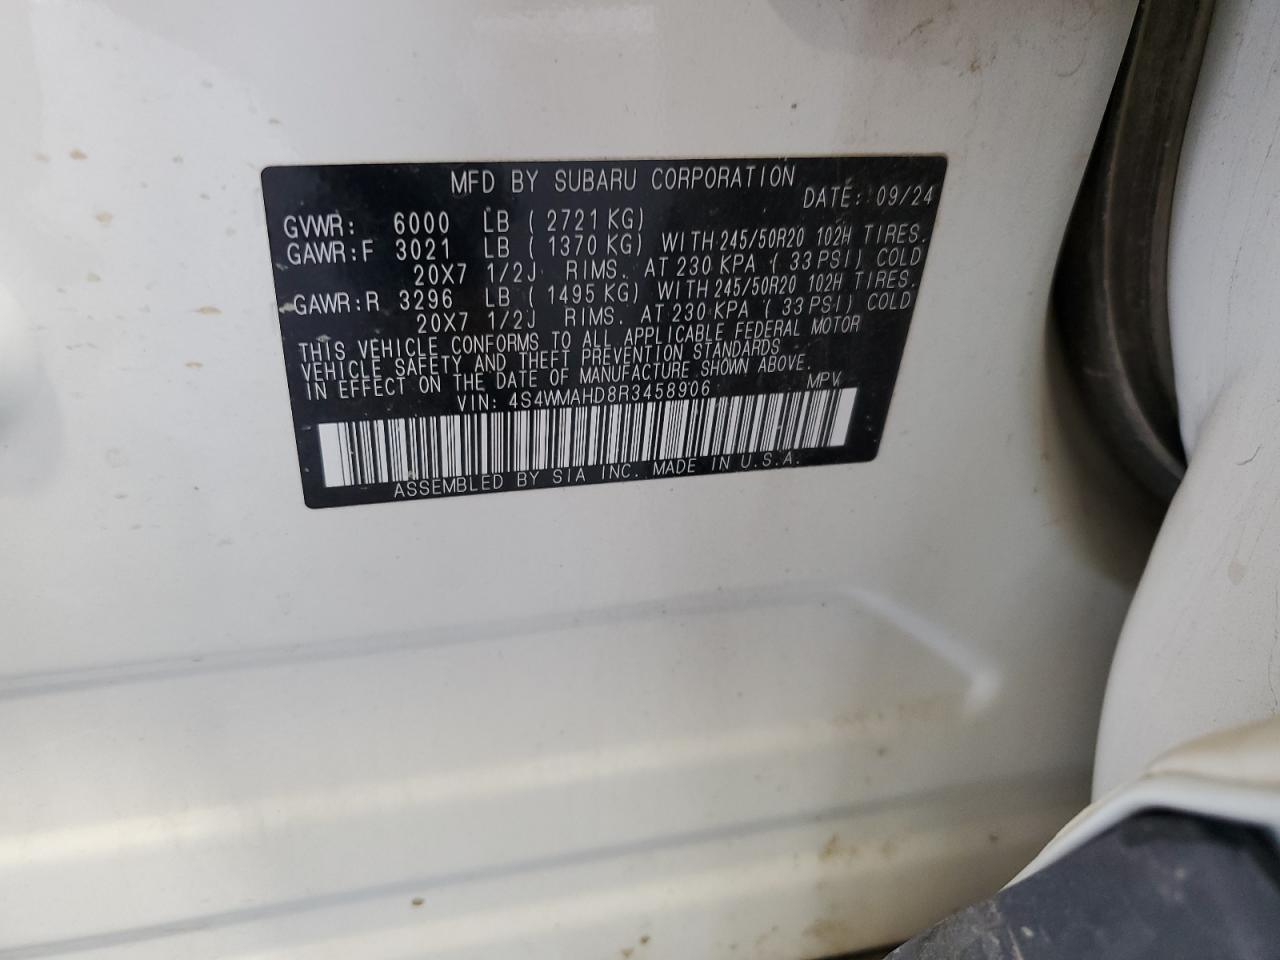 MFD BY SUBARU CORPORATION
DATE: 09/24
GVWR: 6000 LB ( 2721 KG)
GAWR:F 3021 LB ( 1370 KG) WITH 245/50R20 102H TIRES.
20X7 1/2J RIMS. AT 230 KPA ( 33 PSI) COLD
GAWR:R 3296 LB ( 1495 KG) WITH 245/50R20 102H TIRES.
20X7 1/2J RIMS. AT 230 KPA ( 33 PSI) COLD
THIS VEHICLE CONFORMS TO ALL APPLICABLE FEDERAL MOTOR
VEHICLE SAFETY AND THEFT PREVENTION STANDARDS
IN EFFECT ON THE DATE OF MANUFACTURE SHOWN ABOVE.
VIN: 4S4WMAHD8R3458906 MPV
ASSEMBLED BY SIA INC. MADE IN U.S.A.